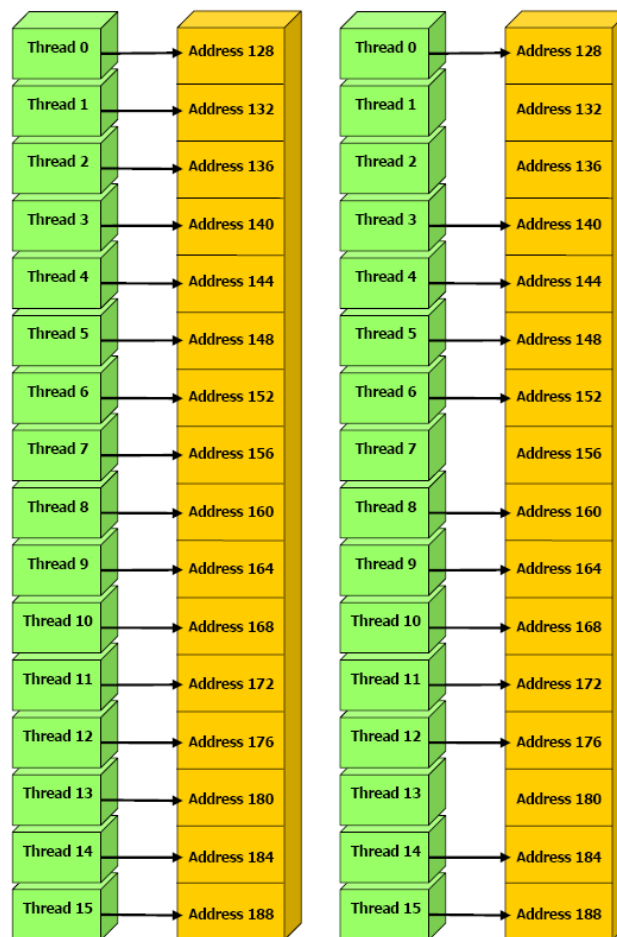 Thread 0 Address 128 Thread 0 Address 128
Thread 1 Address 132 Thread 1 Address 132
Thread 2 Address 136 Thread 2 Address 136
Thread 3 Address 140 Thread 3 Address 140
Thread 4 Address 144 Thread 4 Address 144
Thread 5 Address 148 Thread 5 Address 148
Thread 6 Address 152 Thread 6 Address 152
Thread 7 Address 156 Thread 7 Address 156
Thread 8 Address 160 Thread 8 Address 160
Thread 9 Address 164 Thread 9 Address 164
Thread 10 Address 168 Thread 10 Address 168
Thread 11 Address 172 Thread 11 Address 172
Thread 12 Address 176 Thread 12 Address 176
Thread 13 Address 180 Thread 13 Address 180
Thread 14 Address 184 Thread 14 Address 184
Thread 15 Address 188 Thread 15 Address 188